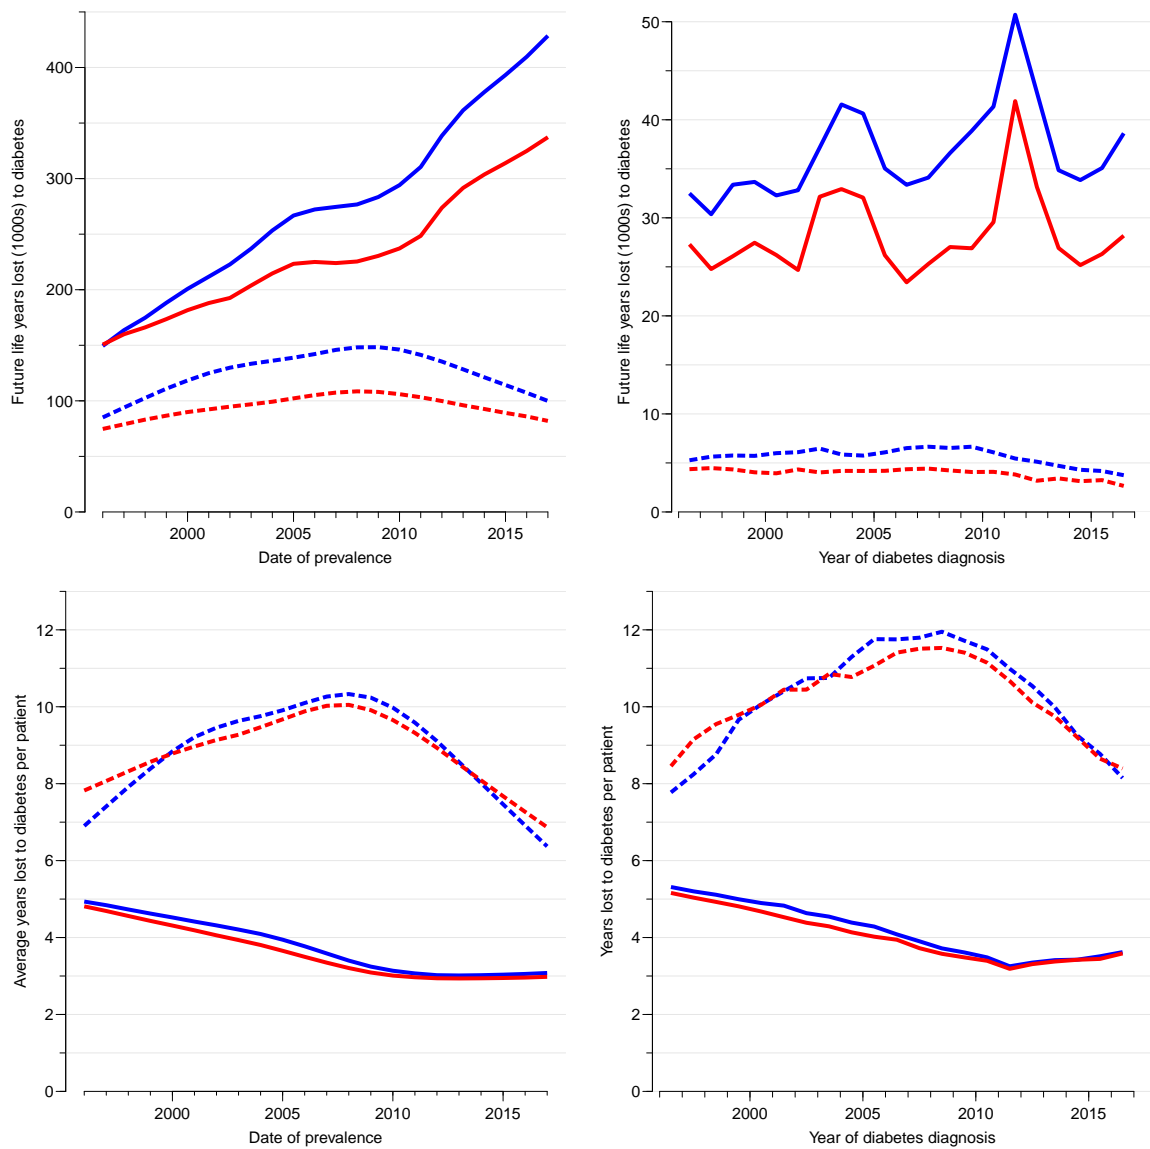 Future life years lost (1000s) to diabetes
400
300
200
100
0
2000 2005 2010 2015
Date of prevalence
Future life years lost (1000s) to diabetes
50
40
30
20
10
0
2000 2005 2010 2015
Year of diabetes diagnosis
Average years lost to diabetes per patient
12
10
8
6
4
2
0
2000 2005 2010 2015
Date of prevalence
Years lost to diabetes per patient
12
10
8
6
4
2
0
2000 2005 2010 2015
Year of diabetes diagnosis